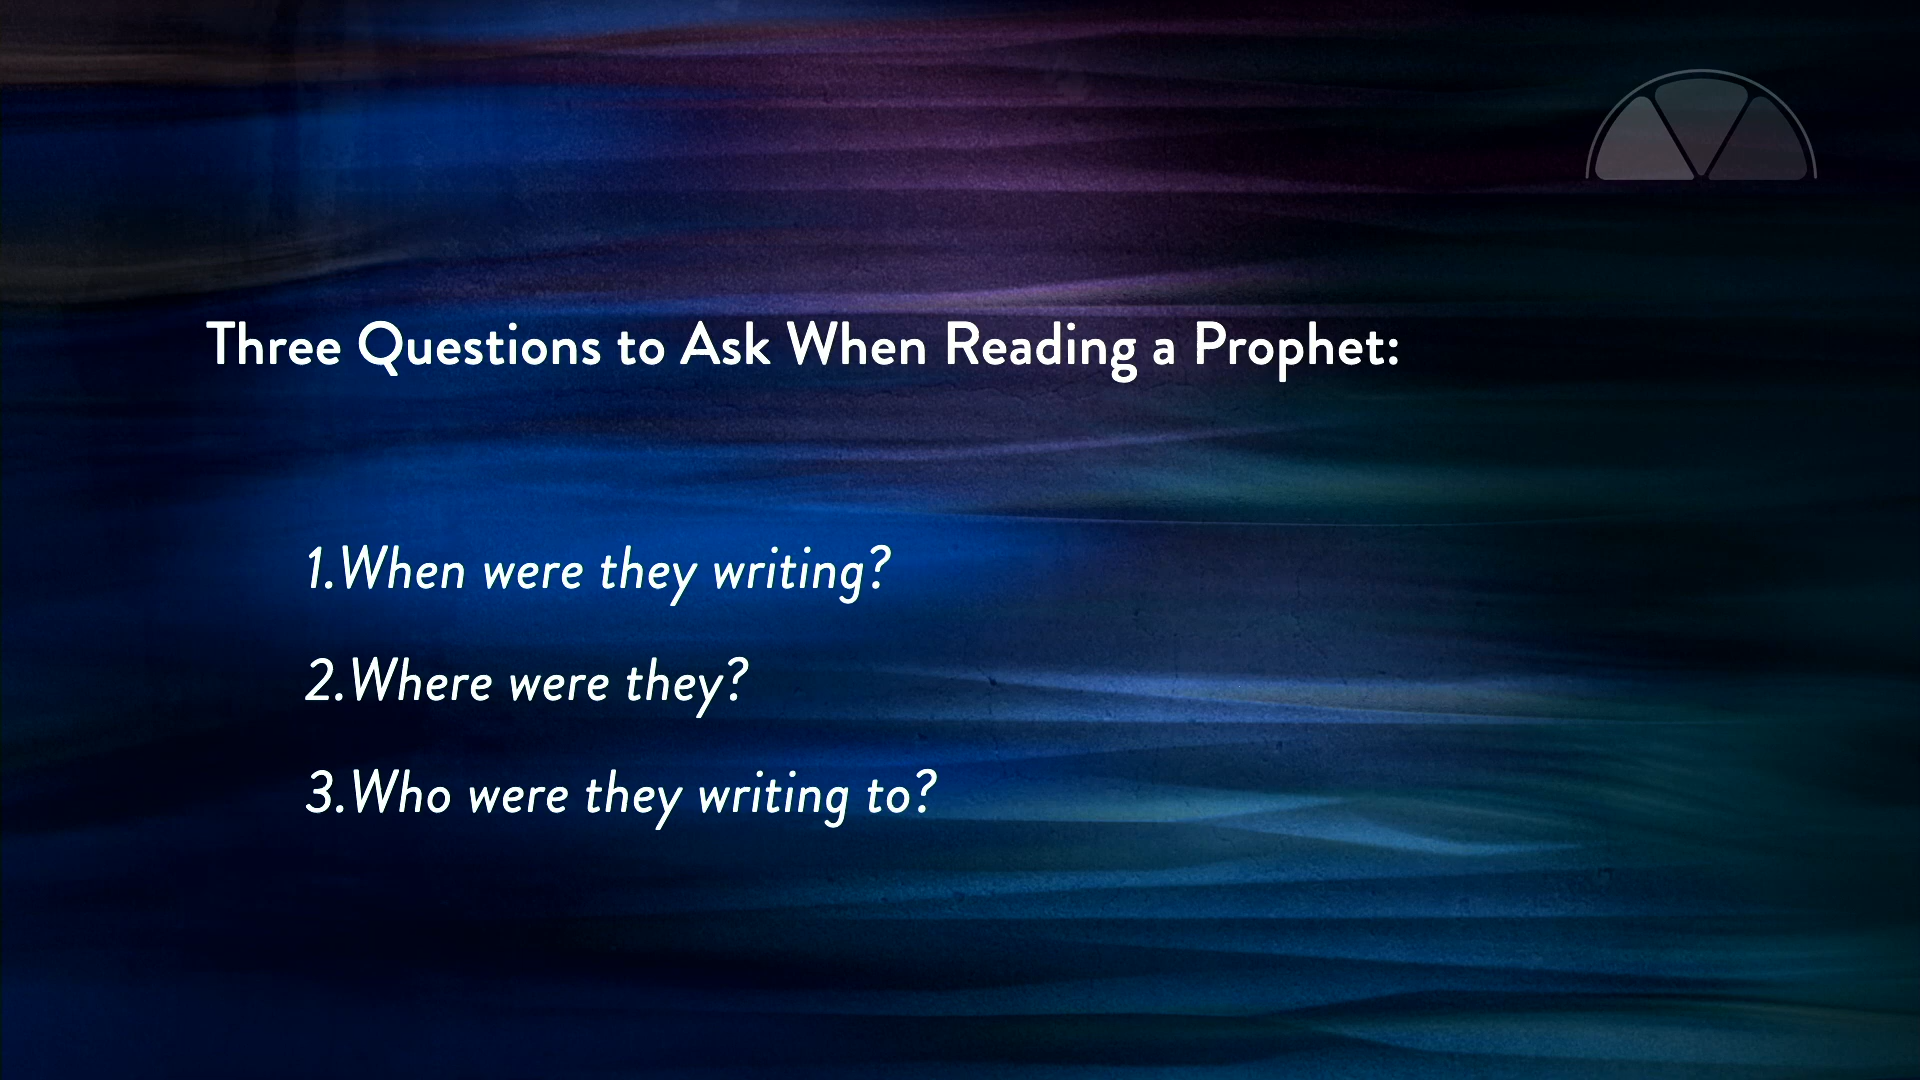 Three Questions to Ask When Reading a Prophet:
1.When were they writing?
2.Where were they?
3.Who were they writing to?